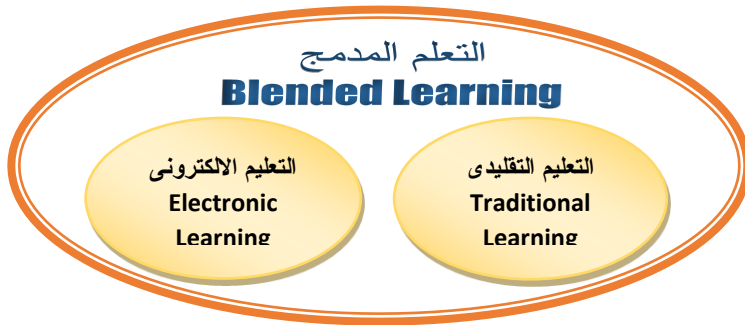 التعلم المدمج
Blended Learning
التعليم التقليدى
Traditional
Learning
التعليم الالكترونى
Electronic
Learning